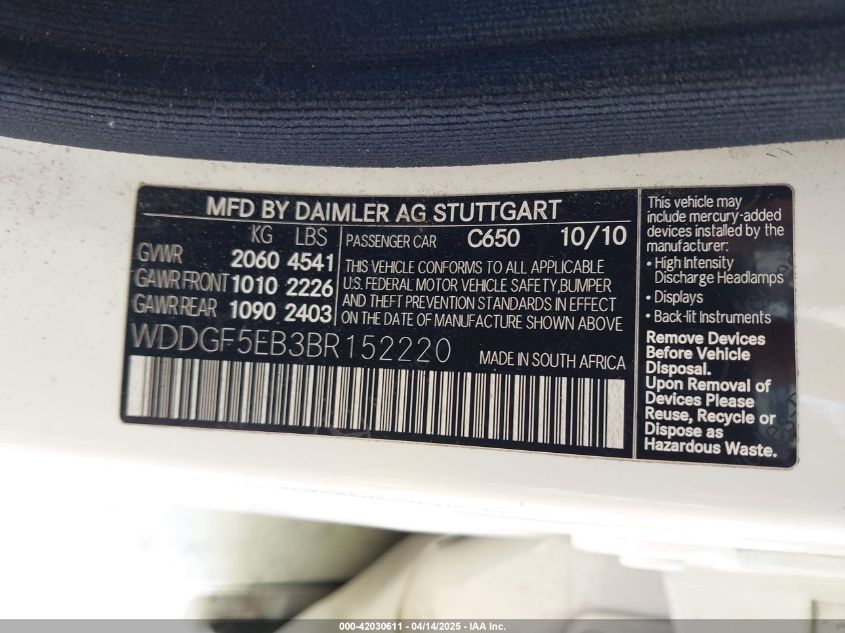 MFD BY DAIMLER AG STUTTGART
KG LBS
GVWR 2060 4541
GAWR FRONT 1010 2226
GAWR REAR 1090 2403
PASSENGER CAR C650 10/10
THIS VEHICLE CONFORMS TO ALL APPLICABLE
U.S. FEDERAL MOTOR VEHICLE SAFETY,BUMPER
AND THEFT PREVENTION STANDARDS IN EFFECT
ON THE DATE OF MANUFACTURE SHOWN ABOVE
WDDGF5EB3BR152220
MADE IN SOUTH AFRICA
This vehicle may
include mercury-added
devices installed by the
manufacturer:
• High Intensity
Discharge Headlamps
• Displays
• Back-lit Instruments
Remove Devices
Before Vehicle
Disposal.
Upon Removal of
Devices Please
Reuse, Recycle or
Dispose as
Hazardous Waste.
000-42030611 - 04/14/2025 - IAA Inc.